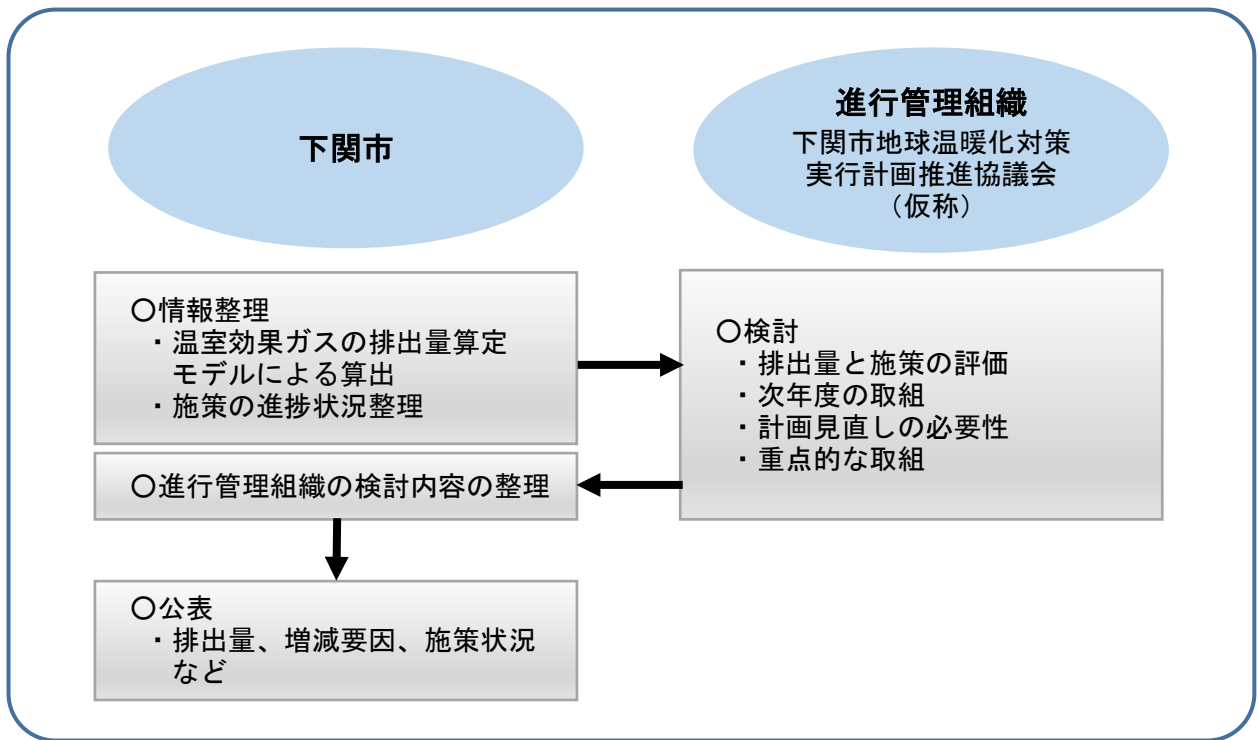 下関市
進行管理組織
下関市地球温暖化対策
実行計画推進協議会
（仮称）
〇情報整理
・温室効果ガスの排出量算定
モデルによる算出
・施策の進捗状況整理
〇検討
・排出量と施策の評価
・次年度の取組
・計画見直しの必要性
・重点的な取組
〇進行管理組織の検討内容の整理
〇公表
・排出量、増減要因、施策状況
など